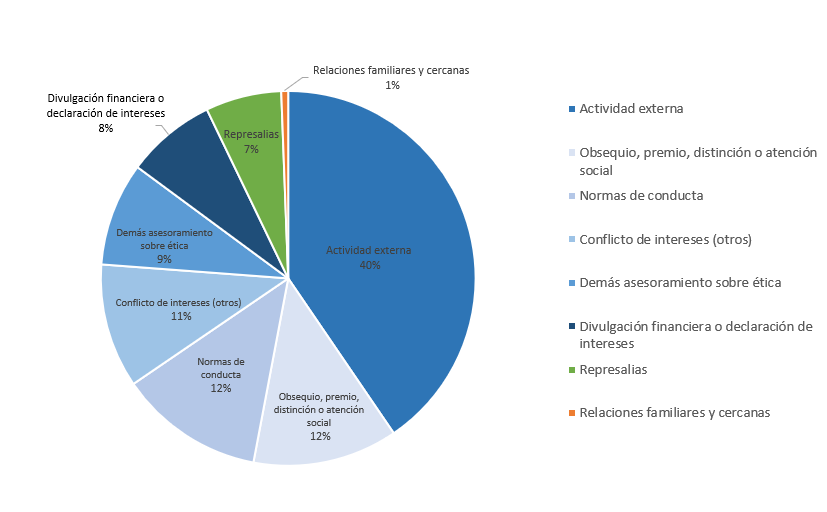 Relaciones familiares y cercanas
1%
Divulgación financiera o
declaración de intereses
8%
Represalias
7%
Demás asesoramiento
sobre ética
9%
Actividad externa
40%
Conflicto de intereses (otros)
11%
Normas de
conducta
12%
Obsequio, premio,
distinción o atención
social
12%
Actividad externa
Obsequio, premio, distinción o atención
social
Normas de conducta
Conflicto de intereses (otros)
Demás asesoramiento sobre ética
Divulgación financiera o declaración de
intereses
Represalias
Relaciones familiares y cercanas